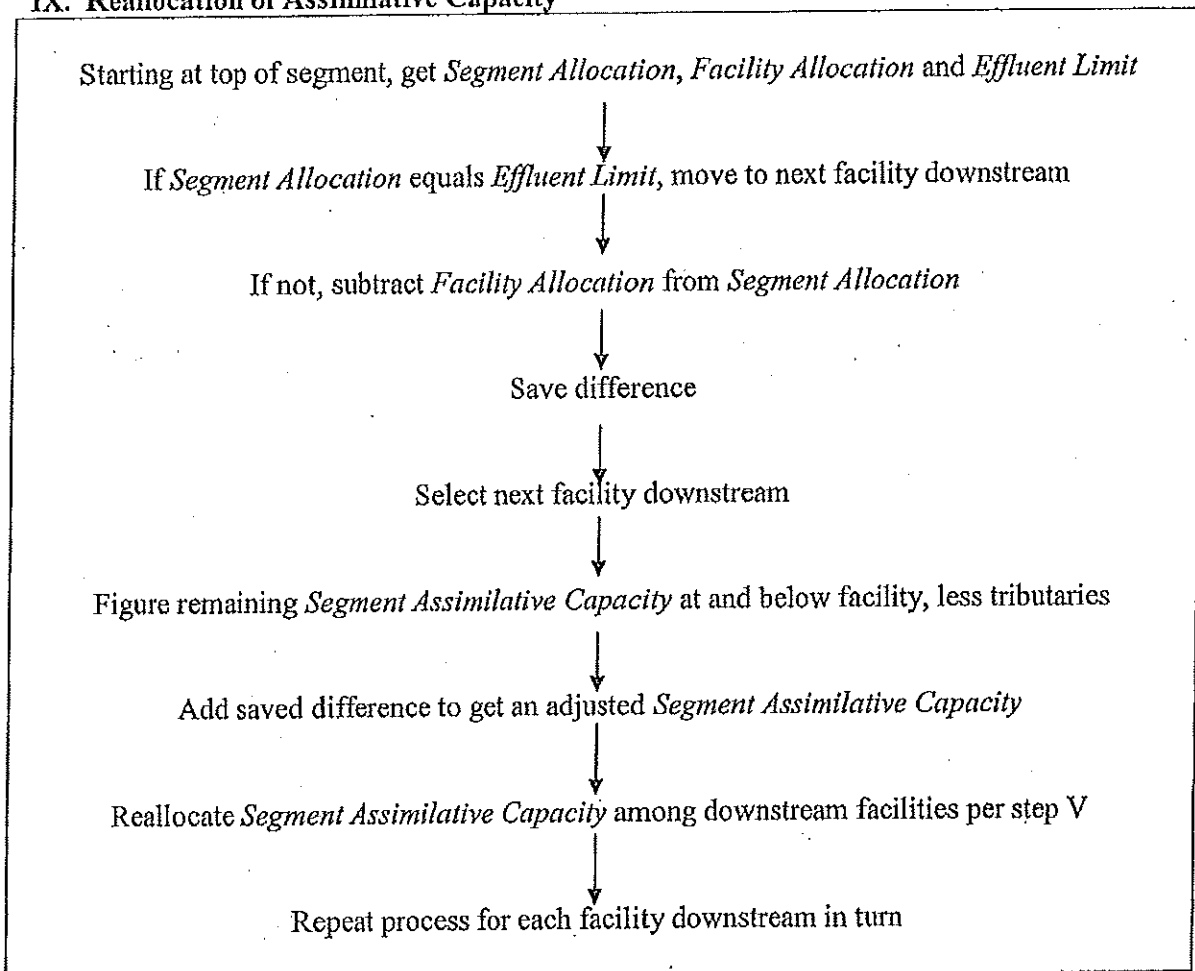 IX. Reallocation of Assimilative Capacity
Starting at top of segment, get Segment Allocation, Facility Allocation and Effluent Limit
If Segment Allocation equals Effluent Limit, move to next facility downstream
If not, subtract Facility Allocation from Segment Allocation
Save difference
Select next facility downstream
Figure remaining Segment Assimilative Capacity at and below facility, less tributaries
Add saved difference to get an adjusted Segment Assimilative Capacity
Reallocate Segment Assimilative Capacity among downstream facilities per step V
Repeat process for each facility downstream in turn